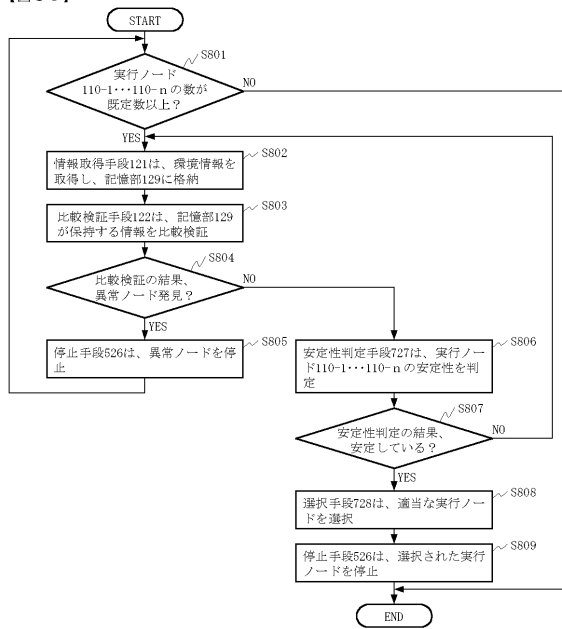 START
S801
実行ノード
110-1・・・110-nの数が
既定数以上？
NO
YES
S802
情報取得手段121は、環境情報を
取得し、記憶部129に格納
S803
比較検証手段122は、記憶部129
が保持する情報を比較検証
S804
比較検証の結果、
異常ノード発見？
NO
YES
S805
停止手段526は、異常ノードを停
止
S806
安定性判定手段727は、実行ノー
ド110-1・・・110-nの安定性を判
定
S807
安定性判定の結果、
安定している？
NO
YES
S808
選択手段728は、適当な実行ノー
ドを選択
S809
停止手段526は、選択された実行
ノードを停止
END